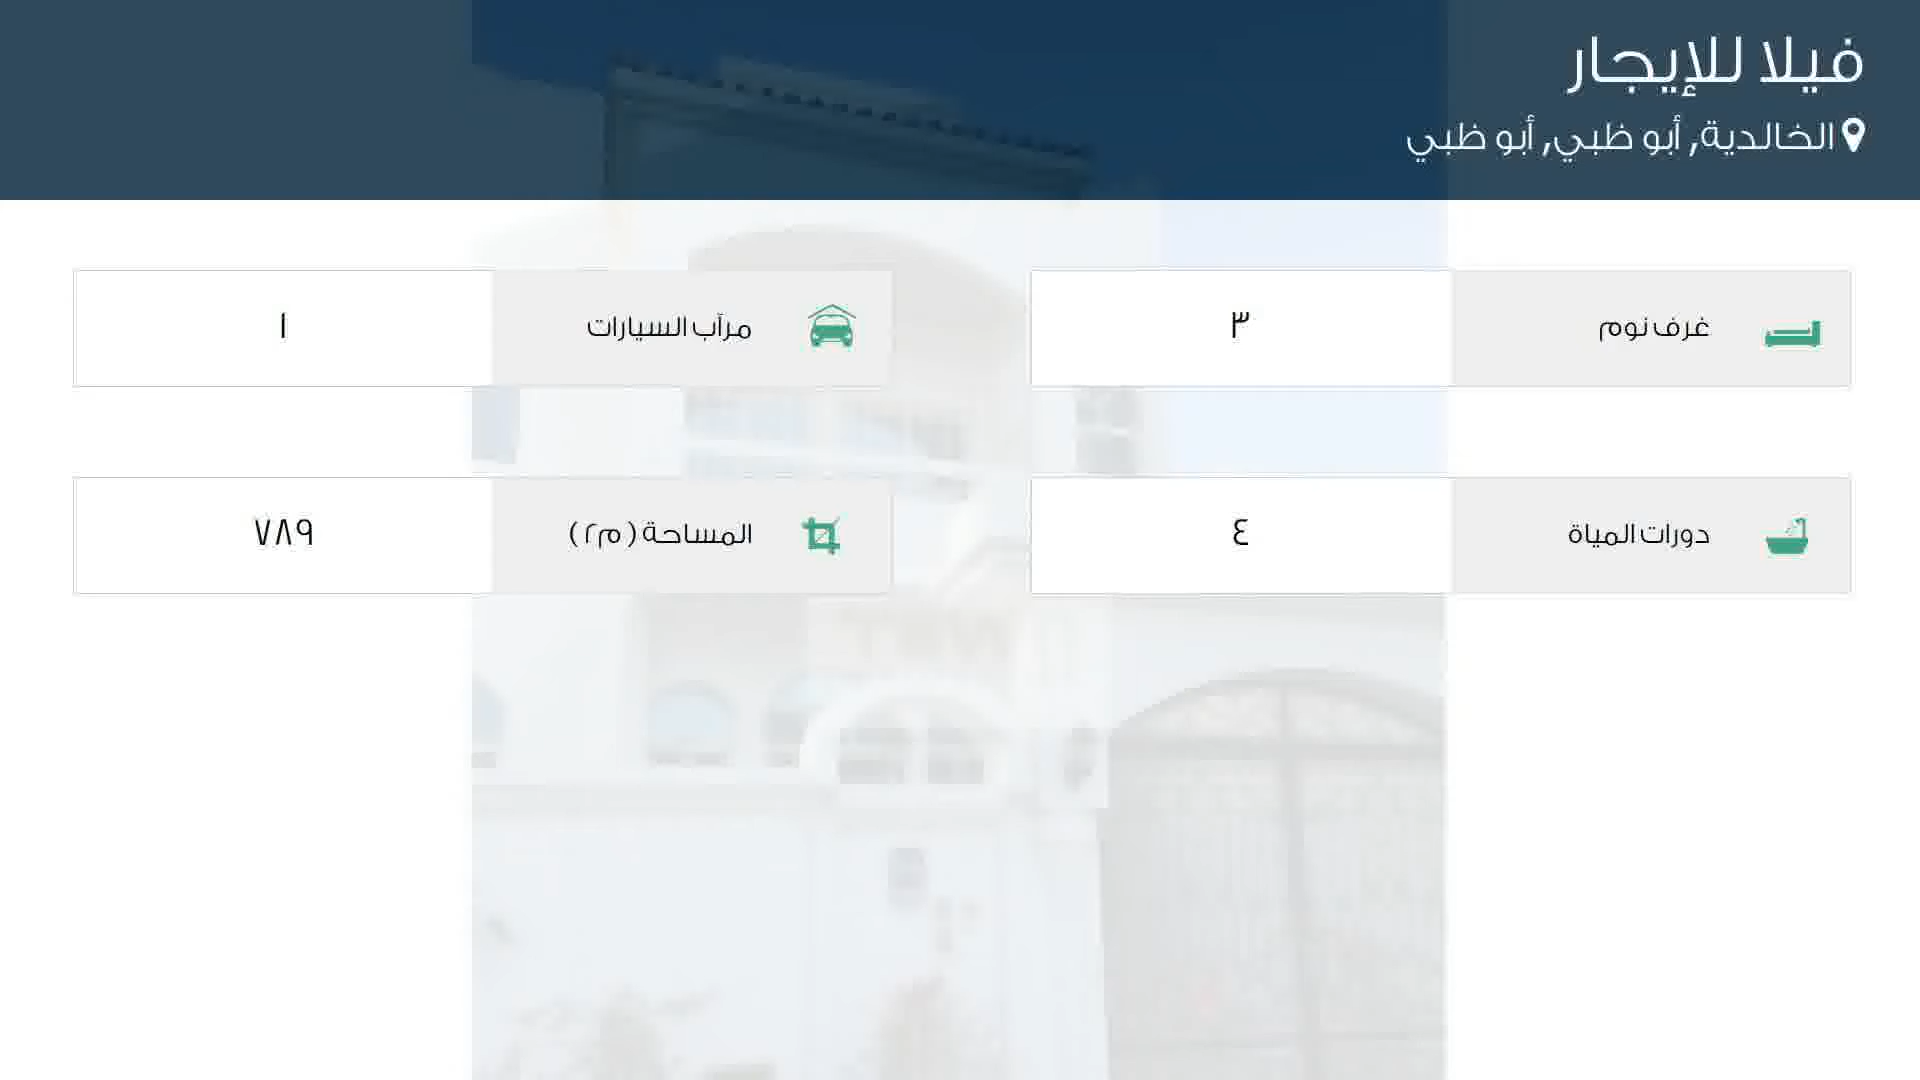 فيلا للإيجار
الخالدية, أبو ظبي, أبو ظبي
غرف نوم
٣
مرآب السيارات
١
دورات المياة
٤
المساحة (م٢)
٧٨٩